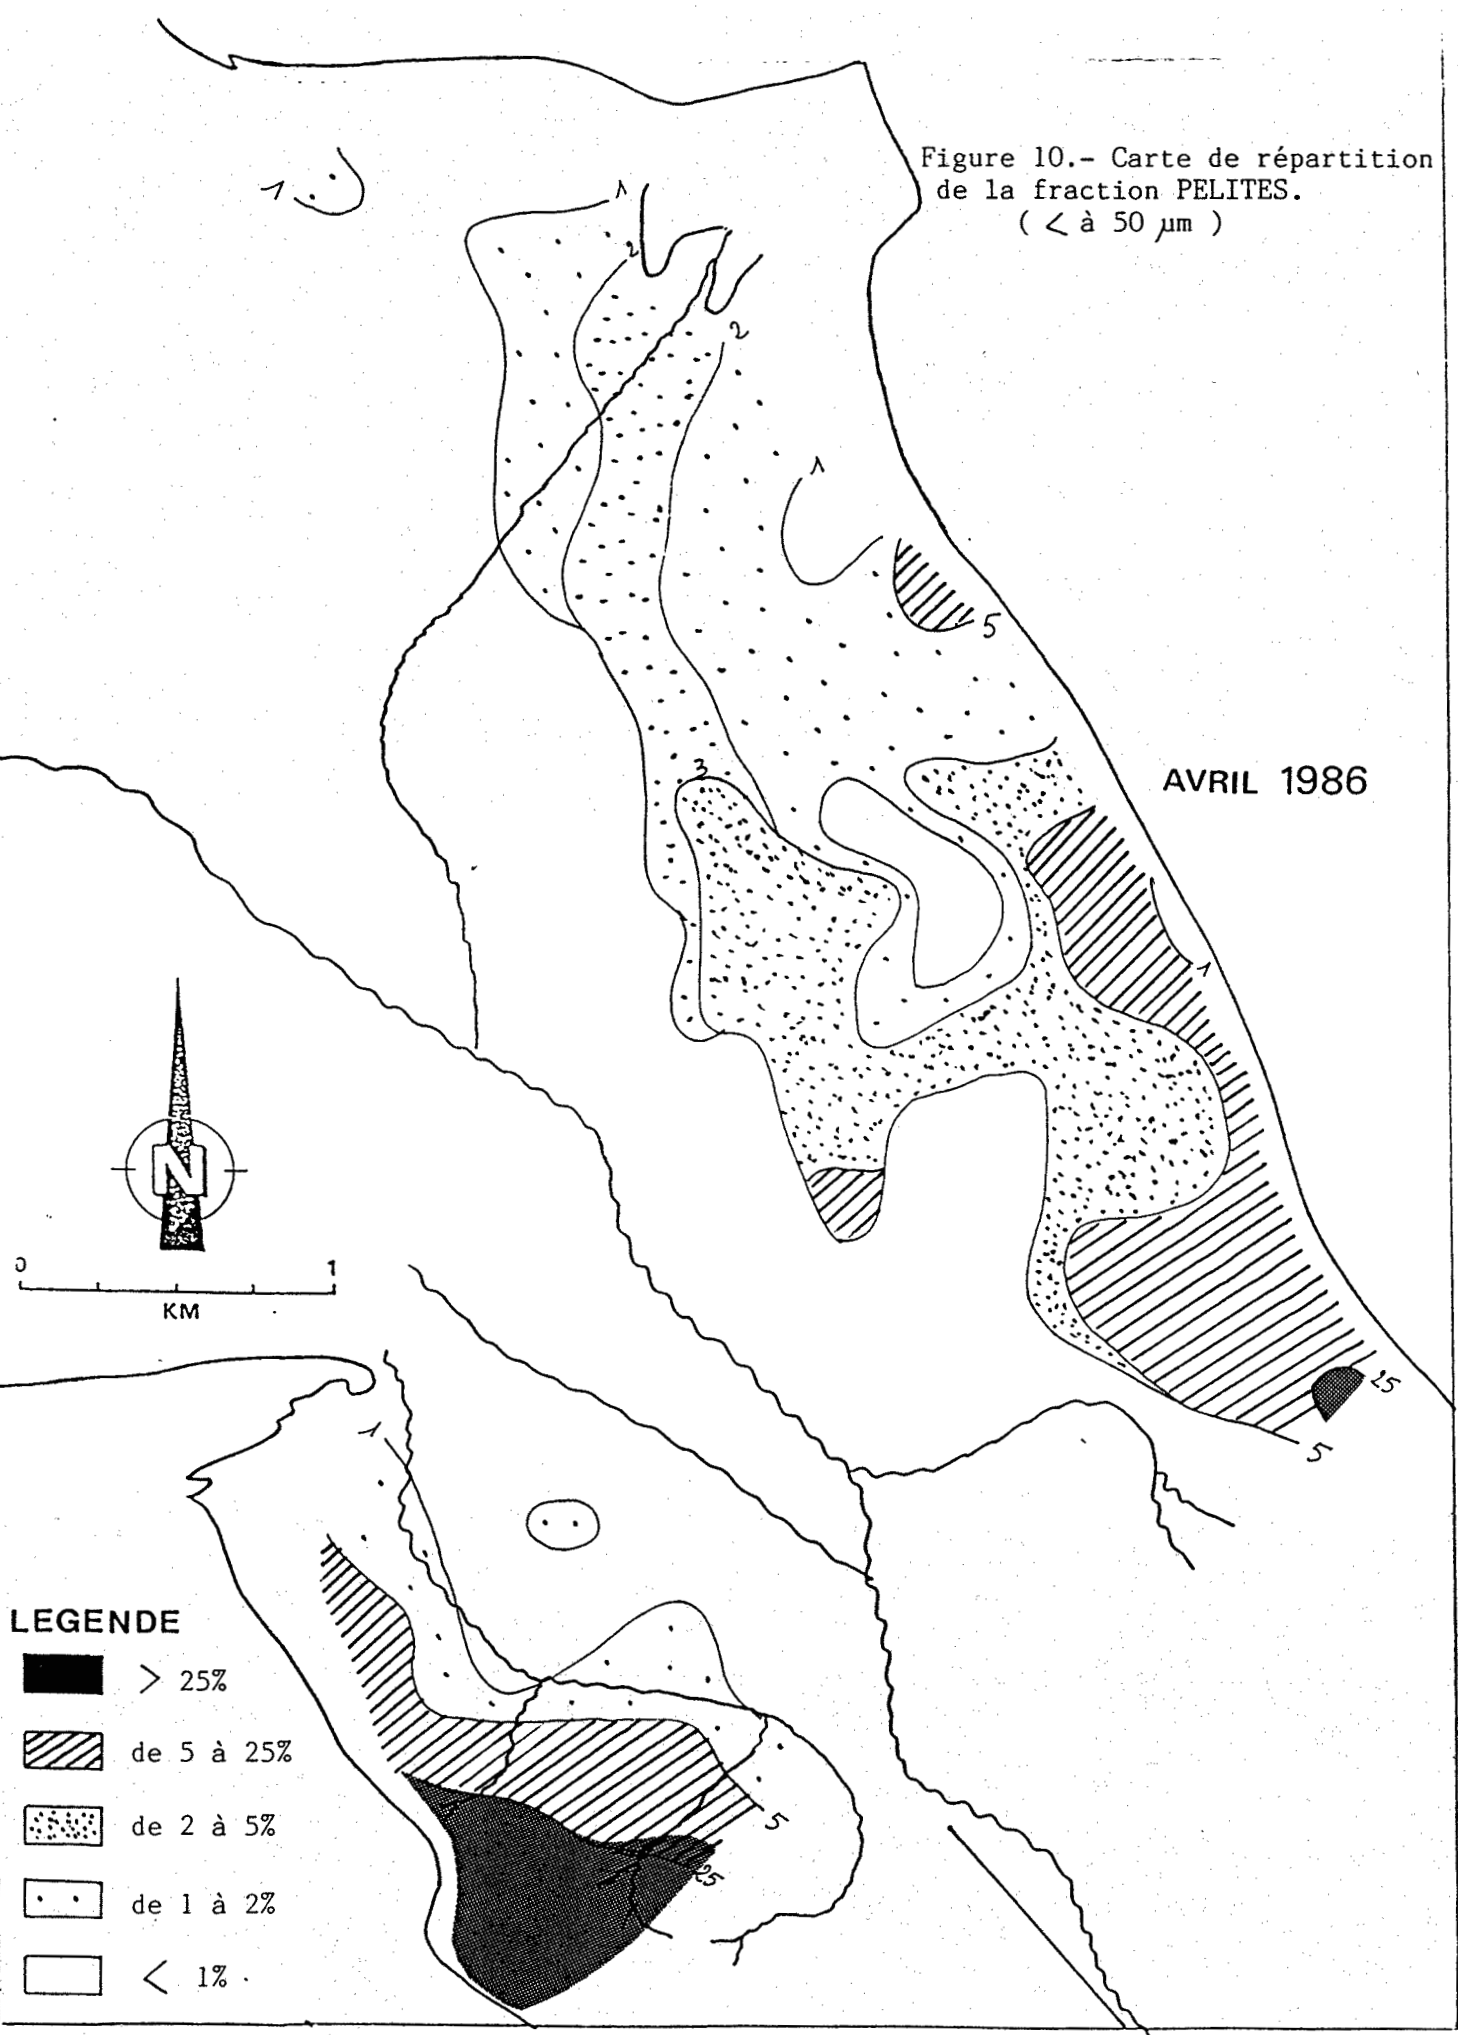 Figure 10.- Carte de répartition
de la fraction PELITES.
( < à 50 µm )
1
1
2
2
1
5
AVRIL 1986
3
1
N
0 1
KM
25
5
1
LEGENDE
> 25%
de 5 à 25%
de 2 à 5%
de 1 à 2%
< 1%
5
25